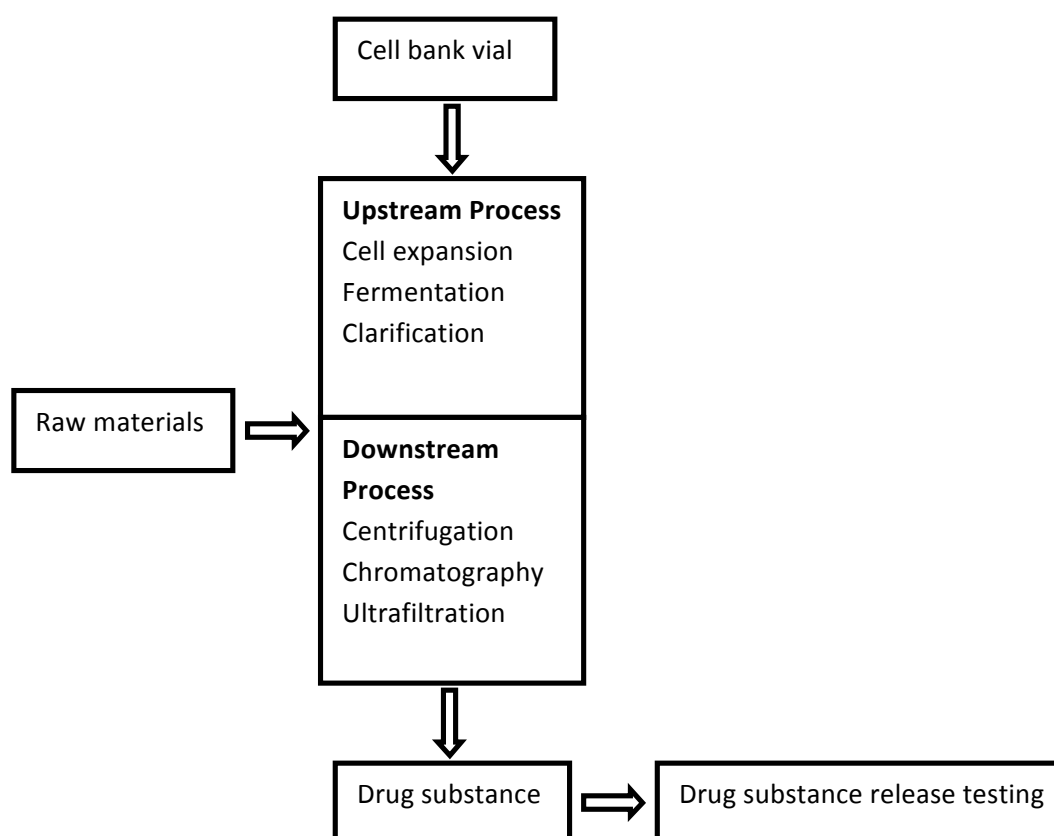 Cell bank vial
Upstream Process
Cell expansion
Fermentation
Clarification
Raw materials
Downstream
Process
Centrifugation
Chromatography
Ultrafiltration
Drug substance
Drug substance release testing